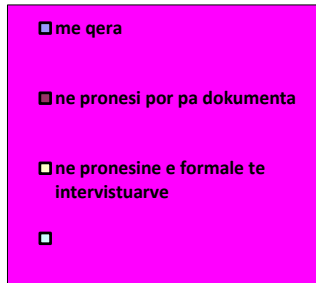 me qera
ne pronesi por pa dokumenta
ne pronesine e formale te
intervistuarve